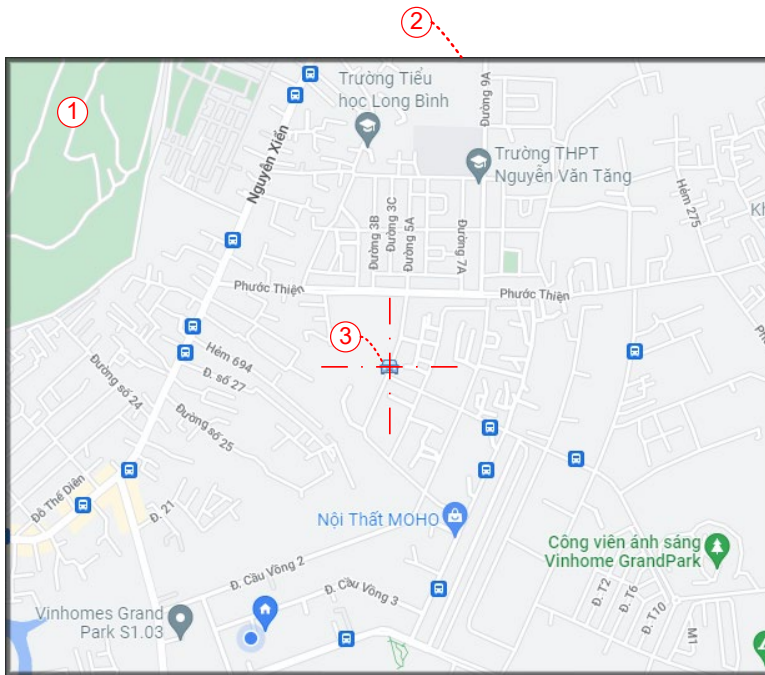 2
1
Trường Tiểu
học Long Bình
Đường 9A
Nguyễn Xiển
Trường THPT
Nguyễn Văn Tăng
Hẻm 275
Kh
Đường 3B
Đường 3C
Đường 5A
Đường 7A
Phước Thiện
Phước Thiện
3
Hẻm 694
Đ. số 27
Đường số 24
Đường số 25
Đỗ Thế Diên
Đ. 21
Nội Thất MOHO
Công viên ánh sáng
Vinhome GrandPark
Đ. Cầu Vồng 2
Đ. Cầu Vồng 3
Đ. T2
Đ. T6
Đ. T10
M1
Vinhomes Grand
Park S1.03